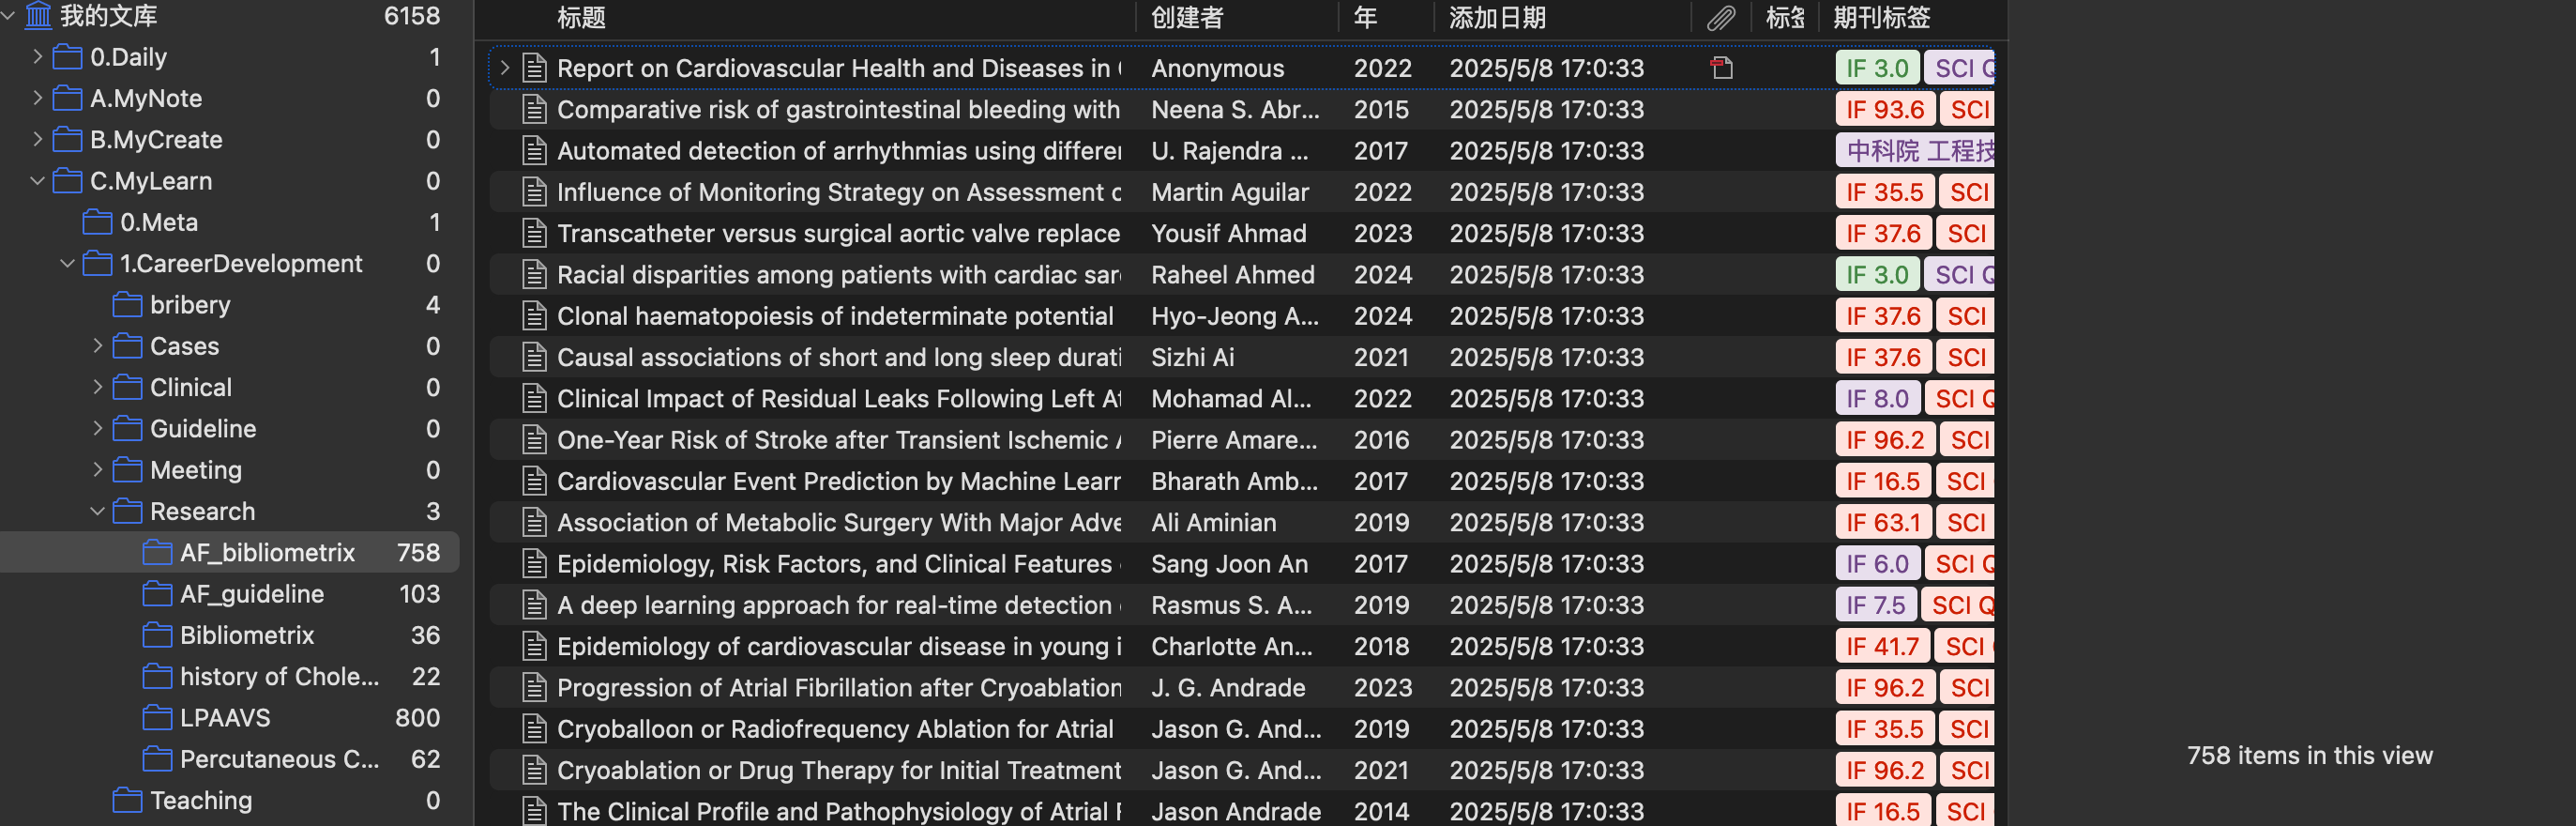 我的文库 6158
0.Daily 1
A.MyNote 0
B.MyCreate 0
C.MyLearn 0
0.Meta 1
1.CareerDevelopment 0
bribery 4
Cases 0
Clinical 0
Guideline 0
Meeting 0
Research 3
AF_bibliometrix 758
AF_guideline 103
Bibliometrix 36
history of Chole... 22
LPAAVS 800
Percutaneous C... 62
Teaching 0
标题 创建者 年 添加日期 标签 期刊标签
Report on Cardiovascular Health and Diseases in Anonymous 2022 2025/5/8 17:0:33 IF 3.0 SCI Q
Comparative risk of gastrointestinal bleeding with Neena S. Abr... 2015 2025/5/8 17:0:33 IF 93.6 SCI
Automated detection of arrhythmias using differen U. Rajendra ... 2017 2025/5/8 17:0:33 中科院 工程技
Influence of Monitoring Strategy on Assessment o Martin Aguilar 2022 2025/5/8 17:0:33 IF 35.5 SCI
Transcatheter versus surgical aortic valve replace Yousif Ahmad 2023 2025/5/8 17:0:33 IF 37.6 SCI
Racial disparities among patients with cardiac sar Raheel Ahmed 2024 2025/5/8 17:0:33 IF 3.0 SCI Q
Clonal haematopoiesis of indeterminate potential Hyo-Jeong A... 2024 2025/5/8 17:0:33 IF 37.6 SCI
Causal associations of short and long sleep durati Sizhi Ai 2021 2025/5/8 17:0:33 IF 37.6 SCI
Clinical Impact of Residual Leaks Following Left At Mohamad Al... 2022 2025/5/8 17:0:33 IF 8.0 SCI Q
One-Year Risk of Stroke after Transient Ischemic A Pierre Amare... 2016 2025/5/8 17:0:33 IF 96.2 SCI
Cardiovascular Event Prediction by Machine Learn Bharath Amb... 2017 2025/5/8 17:0:33 IF 16.5 SCI
Association of Metabolic Surgery With Major Adve Ali Aminian 2019 2025/5/8 17:0:33 IF 63.1 SCI
Epidemiology, Risk Factors, and Clinical Features Sang Joon An 2017 2025/5/8 17:0:33 IF 6.0 SCI Q
A deep learning approach for real-time detection Rasmus S. A... 2019 2025/5/8 17:0:33 IF 7.5 SCI Q
Epidemiology of cardiovascular disease in young i Charlotte An... 2018 2025/5/8 17:0:33 IF 41.7 SCI
Progression of Atrial Fibrillation after Cryoablation J. G. Andrade 2023 2025/5/8 17:0:33 IF 96.2 SCI
Cryoballoon or Radiofrequency Ablation for Atrial Jason G. And... 2019 2025/5/8 17:0:33 IF 35.5 SCI
Cryoablation or Drug Therapy for Initial Treatment Jason G. And... 2021 2025/5/8 17:0:33 IF 96.2 SCI
The Clinical Profile and Pathophysiology of Atrial F Jason Andrade 2014 2025/5/8 17:0:33 IF 16.5 SCI
758 items in this view